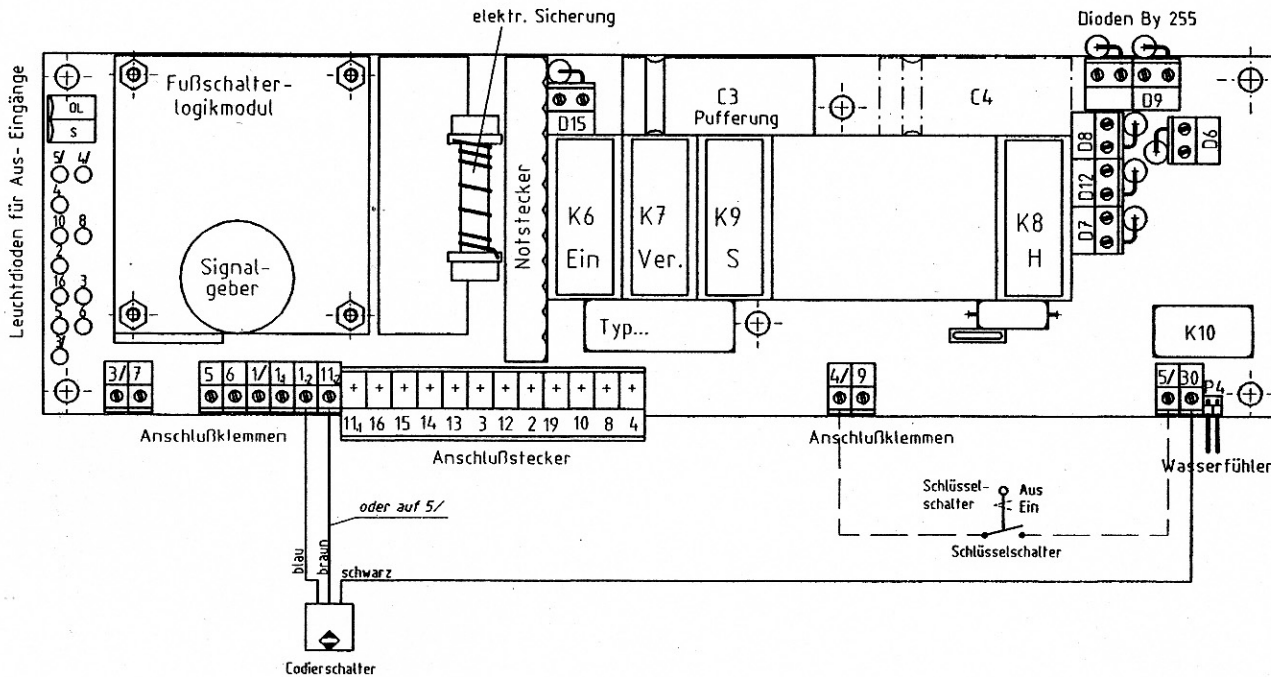 elektr. Sicherung
Dioden By 255
Leuchtdioden für Aus- Eingänge
Fußschalter-
logikmodul
OL
S
5/ 4/
4
10 8
2
16 3
5 6
3/
Signal-
geber
Notstecker
D15
C3
Pufferung
C4
D9
D8
D6
D12
D7
K6
Ein
K7
Ver.
K9
S
K8
H
Typ...
K10
3/ 7
5 6 1/ 1₁ 1₂ 11₂
+ + + + + + + + + + +
11₁ 16 15 14 13 3 12 2 19 10 8 4
4/ 9
5/ 30
P4
Anschlußklemmen
Anschlußstecker
Anschlußklemmen
Wasserfühler
Schlüssel-
schalter
Aus
Ein
Schlüsselschalter
oder auf 5/
blau
braun
schwarz
Codierschalter